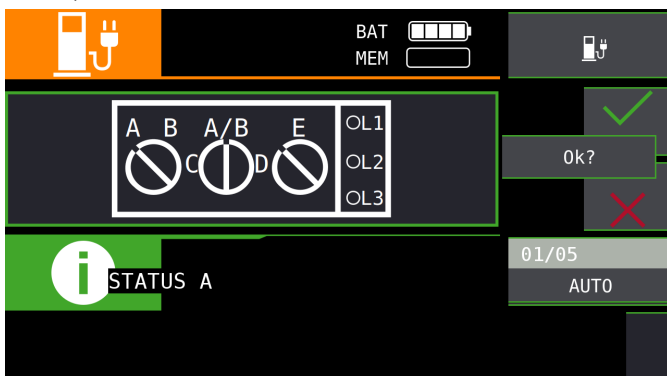 BAT
MEM
A B A/B E
C D
OL1
OL2
OL3
Ok?
STATUS A
01/05
AUTO